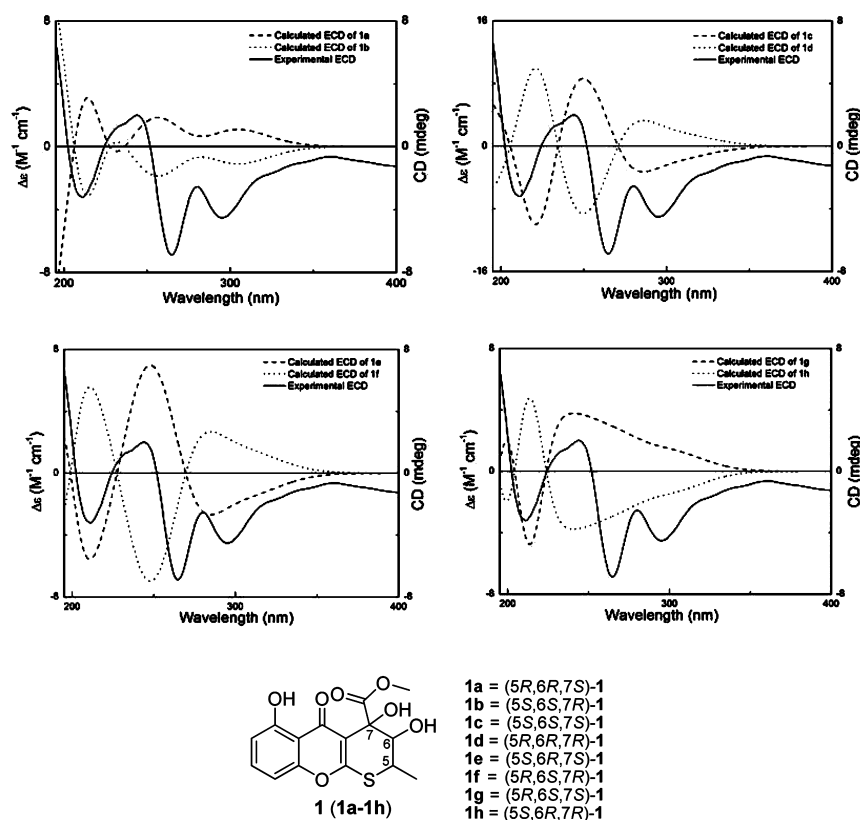 8
0
-8
Δε (M⁻¹ cm⁻¹)
8
0
-8
CD (mdeg)
200
300
400
Wavelength (nm)
Calculated ECD of 1a
Calculated ECD of 1b
Experimental ECD
16
0
-16
Δε (M⁻¹ cm⁻¹)
8
0
-8
CD (mdeg)
200
300
400
Wavelength (nm)
Calculated ECD of 1c
Calculated ECD of 1d
Experimental ECD
8
0
-8
Δε (M⁻¹ cm⁻¹)
8
0
-8
CD (mdeg)
200
300
400
Wavelength (nm)
Calculated ECD of 1e
Calculated ECD of 1f
Experimental ECD
8
0
-8
Δε (M⁻¹ cm⁻¹)
8
0
-8
CD (mdeg)
200
300
400
Wavelength (nm)
Calculated ECD of 1g
Calculated ECD of 1h
Experimental ECD
O
O
OH
O
OH
OH
7
6
5
O
S
1 (1a-1h)
1a = (5R,6R,7S)-1
1b = (5S,6S,7R)-1
1c = (5S,6S,7S)-1
1d = (5R,6R,7R)-1
1e = (5S,6R,7S)-1
1f = (5R,6S,7R)-1
1g = (5R,6S,7S)-1
1h = (5S,6R,7R)-1